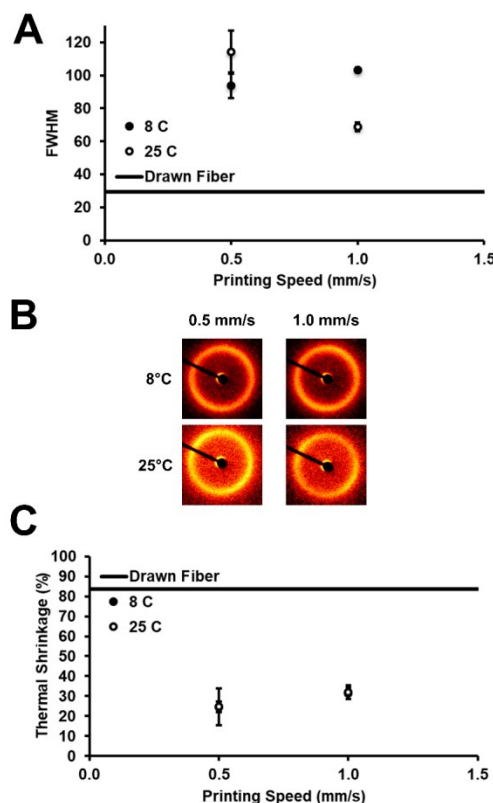 A
120
100
80
60
40
20
0
FWHM
8 C
25 C
Drawn Fiber
0.0 0.5 1.0 1.5
Printing Speed (mm/s)
B
0.5 mm/s 1.0 mm/s
8°C
25°C
C
100
90
80
70
60
50
40
30
20
10
0
Thermal Shrinkage (%)
Drawn Fiber
8 C
25 C
0.0 0.5 1.0 1.5
Printing Speed (mm/s)